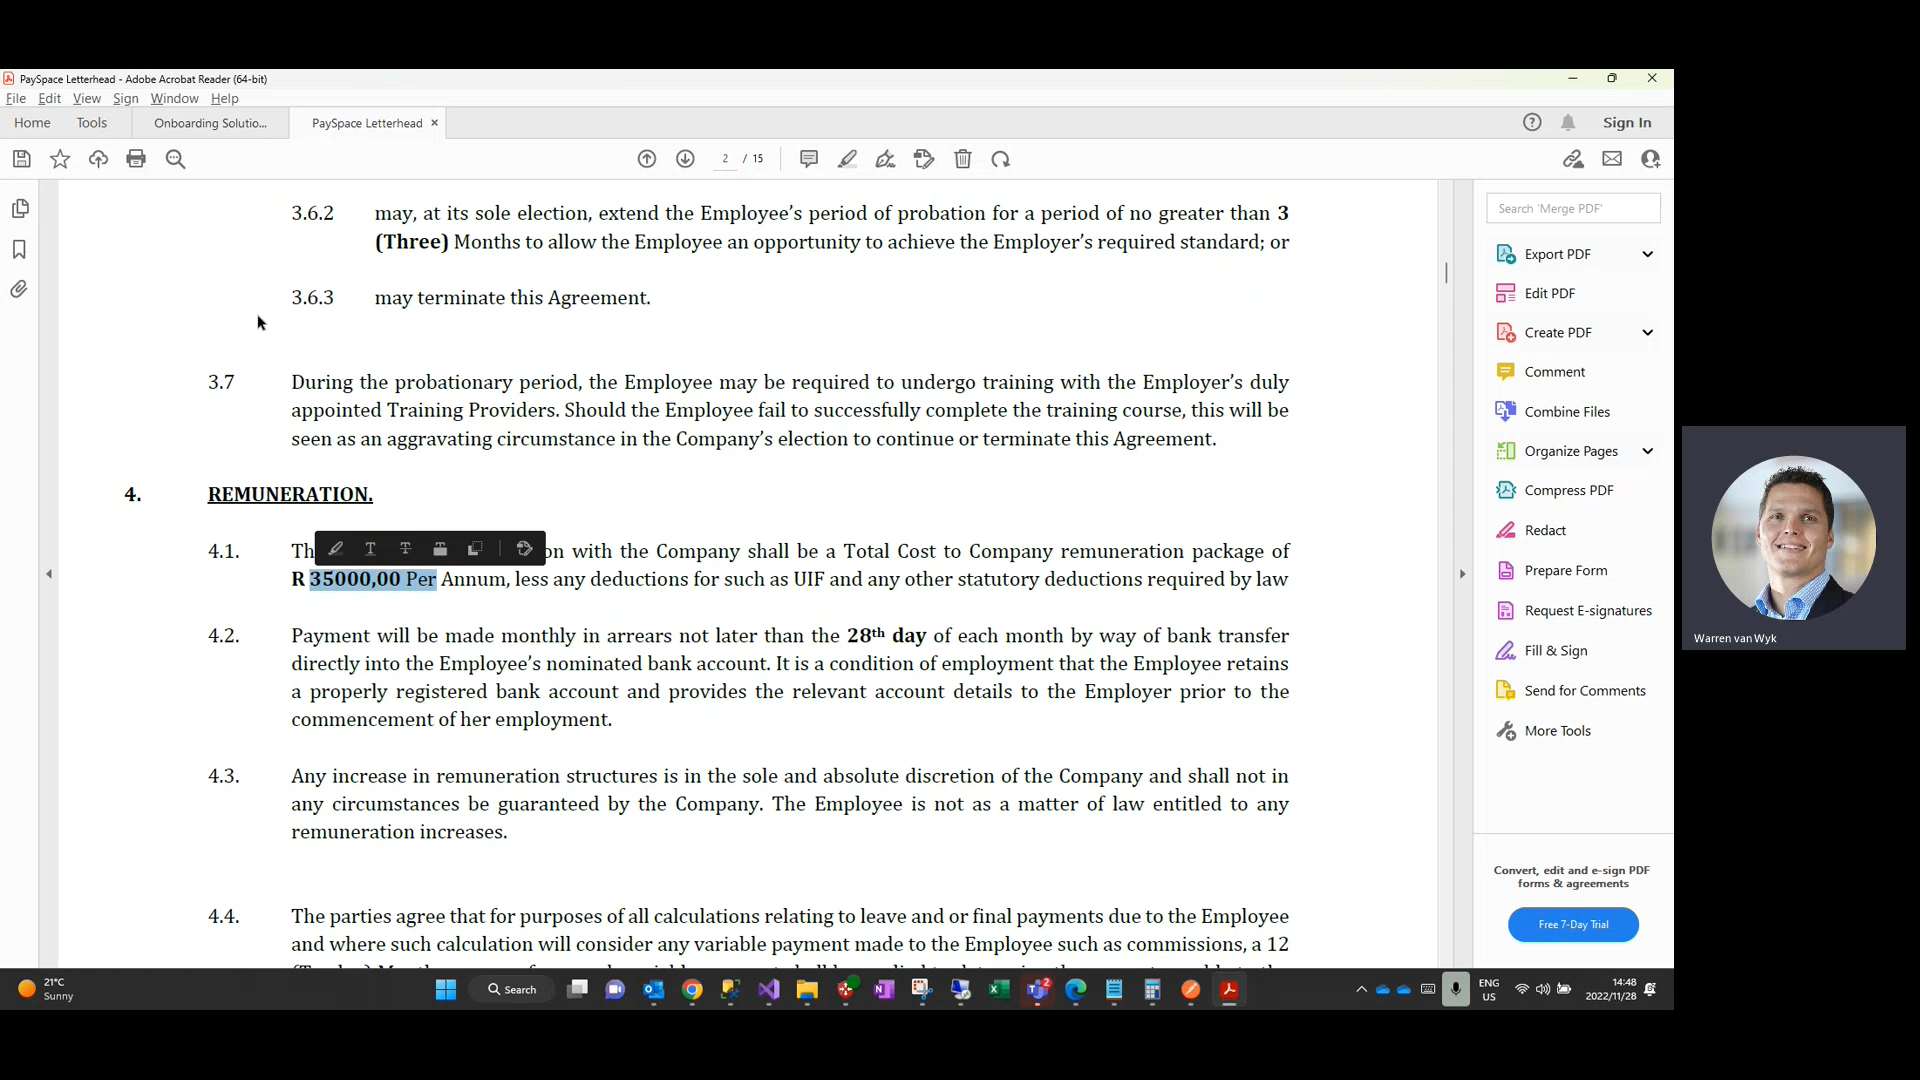 PaySpace Letterhead - Adobe Acrobat Reader (64-bit)
File Edit View Sign Window Help
Home Tools Onboarding Solutio... PaySpace Letterhead × Sign In
2 / 15
3.6.2 may, at its sole election, extend the Employee's period of probation for a period of no greater than 3
(Three) Months to allow the Employee an opportunity to achieve the Employer's required standard; or
3.6.3 may terminate this Agreement.
3.7 During the probationary period, the Employee may be required to undergo training with the Employer's duly
appointed Training Providers. Should the Employee fail to successfully complete the training course, this will be
seen as an aggravating circumstance in the Company's election to continue or terminate this Agreement.
4. REMUNERATION.
4.1. Th on with the Company shall be a Total Cost to Company remuneration package of
R 35000,00 Per Annum, less any deductions for such as UIF and any other statutory deductions required by law
4.2. Payment will be made monthly in arrears not later than the 28th day of each month by way of bank transfer
directly into the Employee's nominated bank account. It is a condition of employment that the Employee retains
a properly registered bank account and provides the relevant account details to the Employer prior to the
commencement of her employment.
4.3. Any increase in remuneration structures is in the sole and absolute discretion of the Company and shall not in
any circumstances be guaranteed by the Company. The Employee is not as a matter of law entitled to any
remuneration increases.
4.4. The parties agree that for purposes of all calculations relating to leave and or final payments due to the Employee
and where such calculation will consider any variable payment made to the Employee such as commissions, a 12
Search 'Merge PDF'
Export PDF
Edit PDF
Create PDF
Comment
Combine Files
Organize Pages
Compress PDF
Redact
Prepare Form
Request E-signatures
Fill & Sign
Send for Comments
More Tools
Convert, edit and e-sign PDF
forms & agreements
Free 7-Day Trial
Warren van Wyk
21°C
Sunny
Search
2
ENG
US
14:48
2022/11/28